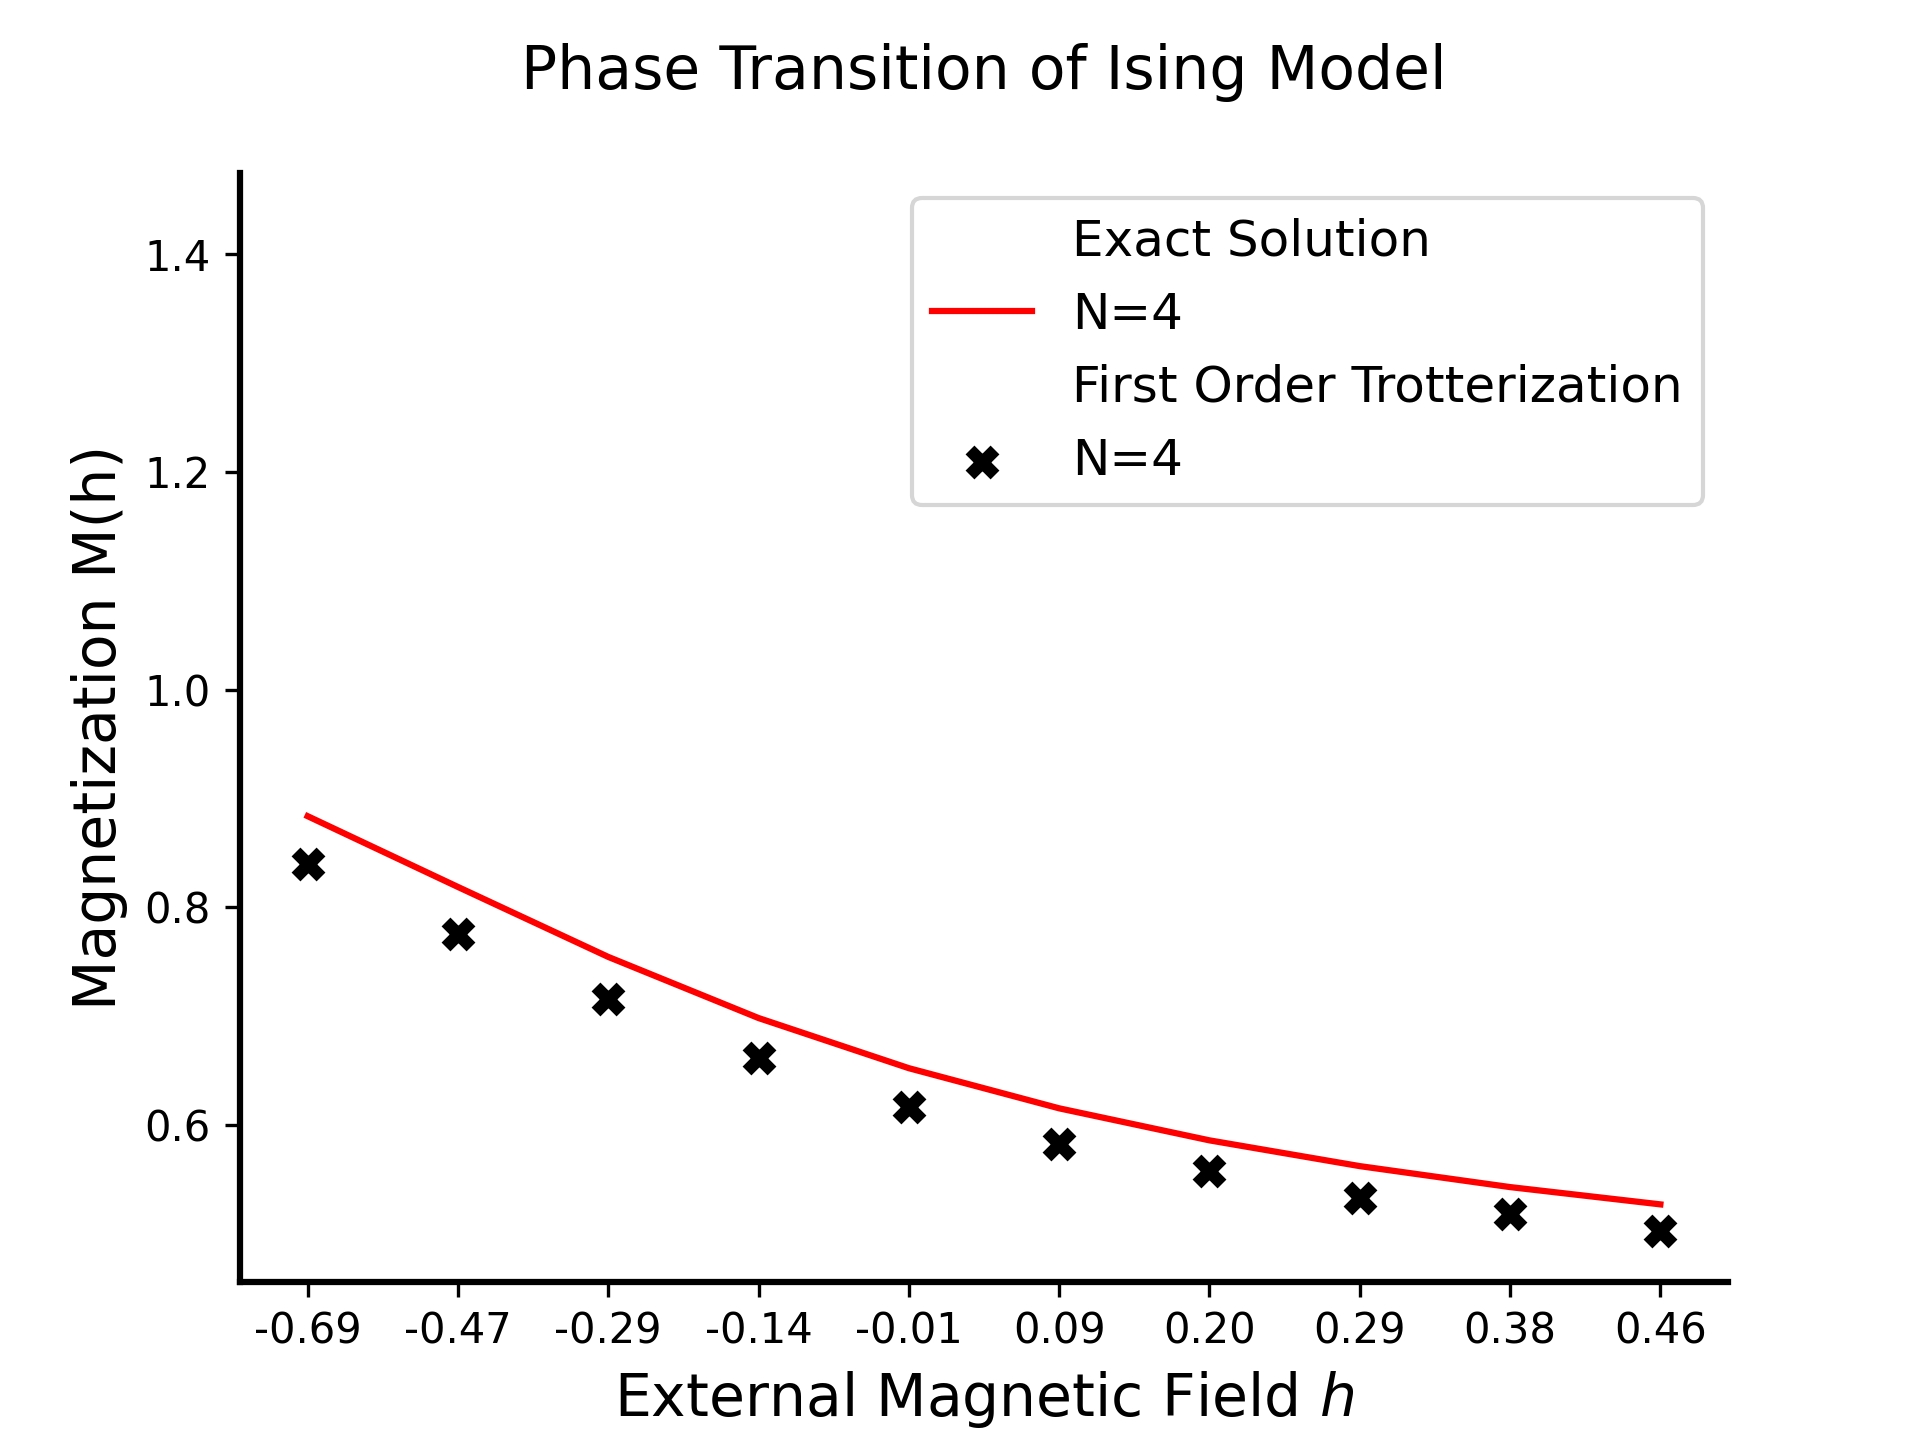 Phase Transition of Ising Model
Exact Solution
N=4
First Order Trotterization
N=4
Magnetization M(h)
1.4
1.2
1.0
0.8
0.6
-0.69 -0.47 -0.29 -0.14 -0.01 0.09 0.20 0.29 0.38 0.46
External Magnetic Field h